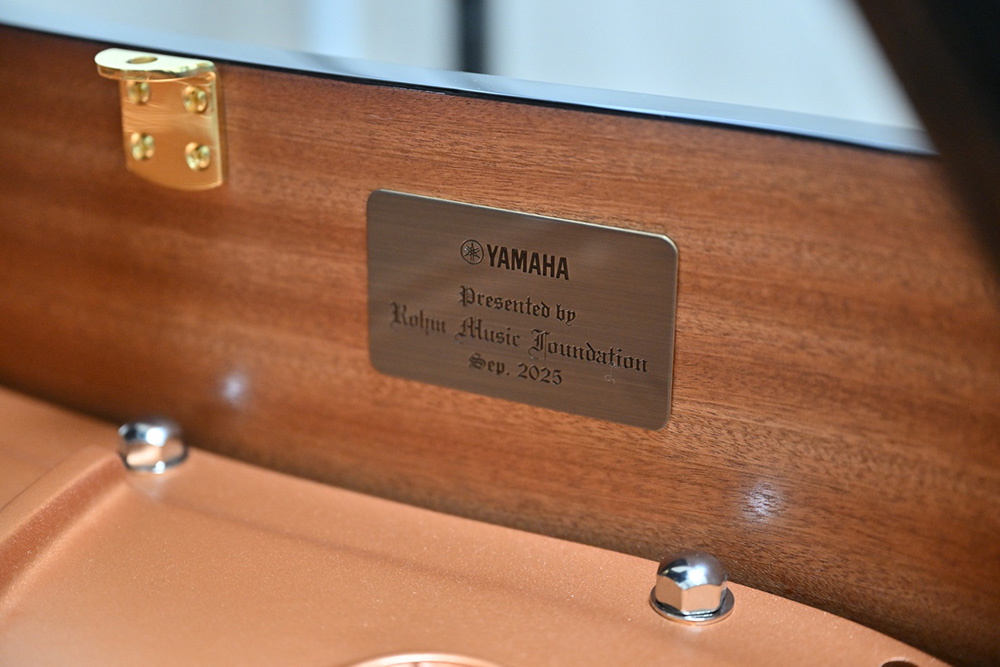 YAMAHA
Presented by
Rohm Music Foundation
Sep. 2025